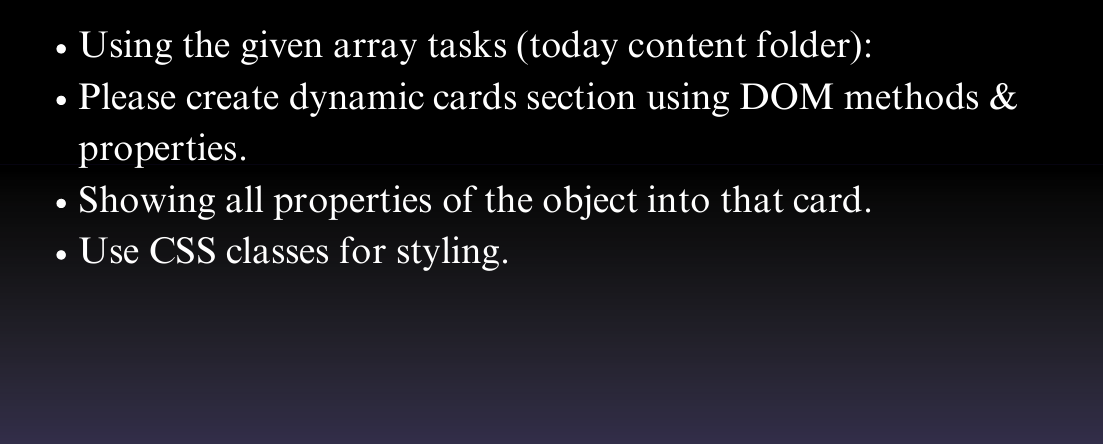 • Using the given array tasks (today content folder):
• Please create dynamic cards section using DOM methods &
properties.
• Showing all properties of the object into that card.
• Use CSS classes for styling.